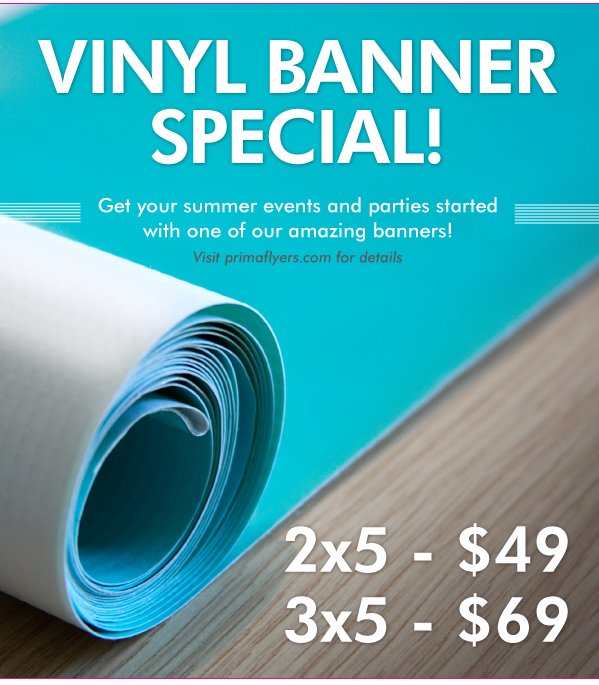 VINYL BANNER
SPECIAL!
Get your summer events and parties started
with one of our amazing banners!
Visit primaflyers.com for details
2x5 - $49
3x5 - $69